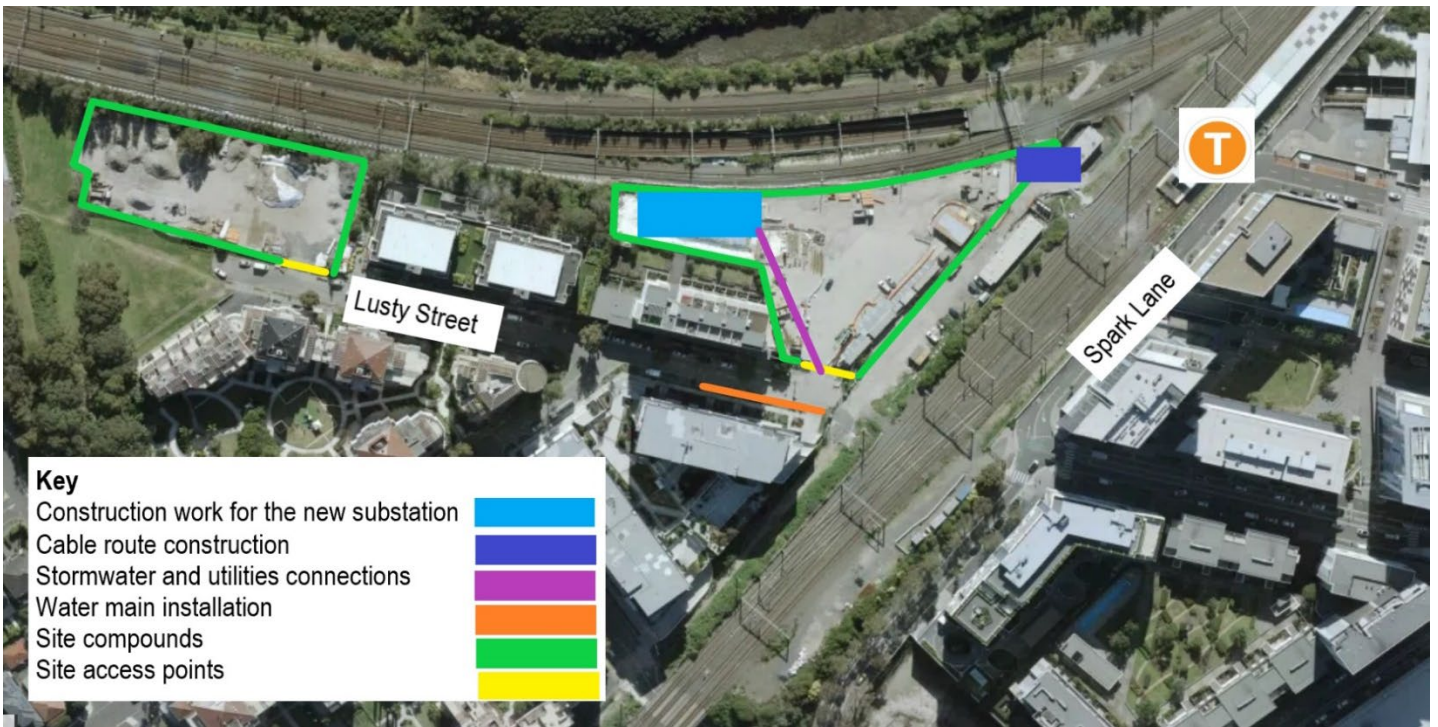 T
Lusty Street
Spark Lane
Key
Construction work for the new substation
Cable route construction
Stormwater and utilities connections
Water main installation
Site compounds
Site access points